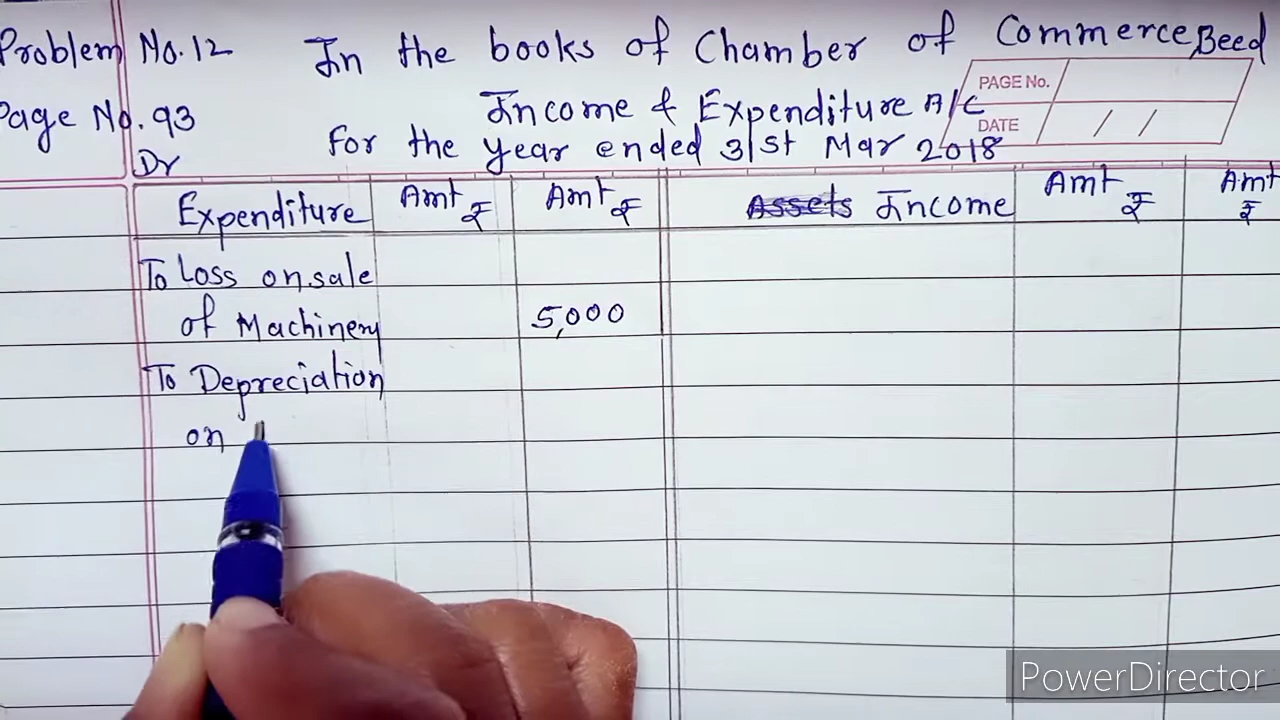 Problem No. 12 In the books of Chamber of Commerce, Beed
PAGE No.
Page No. 93 Income & Expenditure A/C
DATE / /
Dr For the year ended 31st Mar 2018
Expenditure Amt ₹ Amt ₹ Assets Income Amt ₹ Amt ₹
To Loss on sale
of Machinery 5,000
To Depreciation
on
PowerDirector